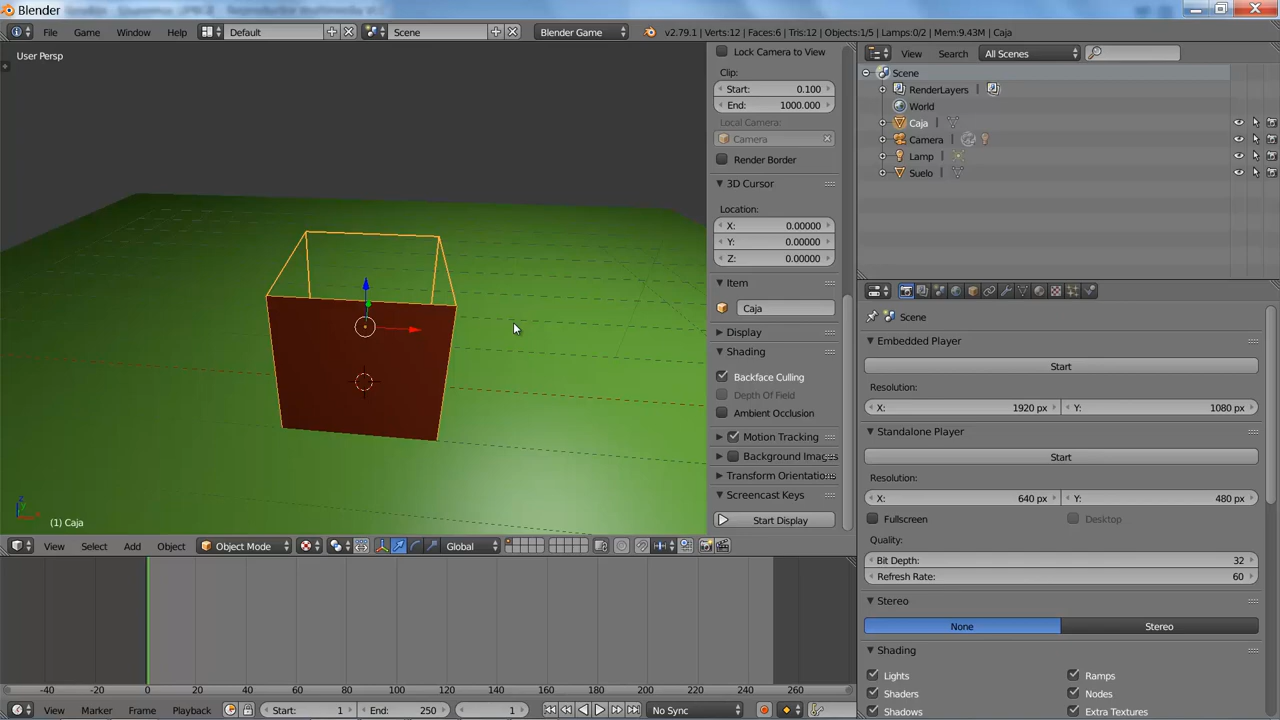 Blender
File Game Window Help Default Scene Blender Game v2.79.1 | Verts:12 | Faces:6 | Tris:12 | Objects:1/5 | Lamps:0/2 | Mem:9.43M | Caja
User Persp
Lock Camera to View
Clip:
Start: 0.100
End: 1000.000
Local Camera:
Camera
Render Border
3D Cursor
Location:
X: 0.00000
Y: 0.00000
Z: 0.00000
Item
Caja
Display
Shading
Backface Culling
Depth Of Field
Ambient Occlusion
Motion Tracking
Background Imag
Transform Orientatio
Screencast Keys
Start Display
(1) Caja
View Select Add Object Object Mode Global
-40 -20 0 20 40 60 80 100 120 140 160 180 200 220 240 260
View Marker Frame Playback Start: 1 End: 250 1 No Sync
View Search All Scenes
Scene
RenderLayers |
World
Caja |
Camera |
Lamp |
Suelo |
Scene
Embedded Player
Start
Resolution:
X: 1920 px Y: 1080 px
Standalone Player
Start
Resolution:
X: 640 px Y: 480 px
Fullscreen Desktop
Quality:
Bit Depth: 32
Refresh Rate: 60
Stereo
None Stereo
Shading
Lights Ramps
Shaders Nodes
Shadows Extra Textures